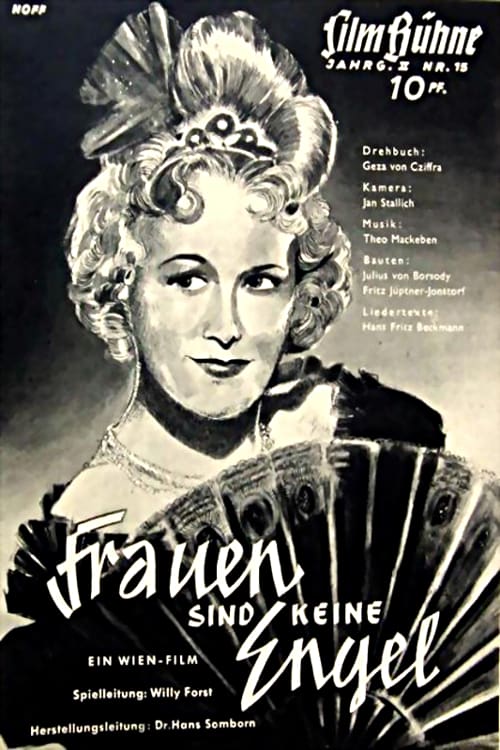 HOFF
Film Bühne
JAHRG. II NR. 15
10 PF.
Drehbuch:
Geza von Cziffra
Kamera:
Jan Stallich
Musik:
Theo Mackeben
Bauten:
Julius von Borsody
Fritz Jüptner-Jonstorf
Liedertexte:
Hans Fritz Beckmann
Frauen
SIND KEINE
Engel
EIN WIEN-FILM
Spielleitung: Willy Forst
Herstellungsleitung: Dr. Hans Somborn